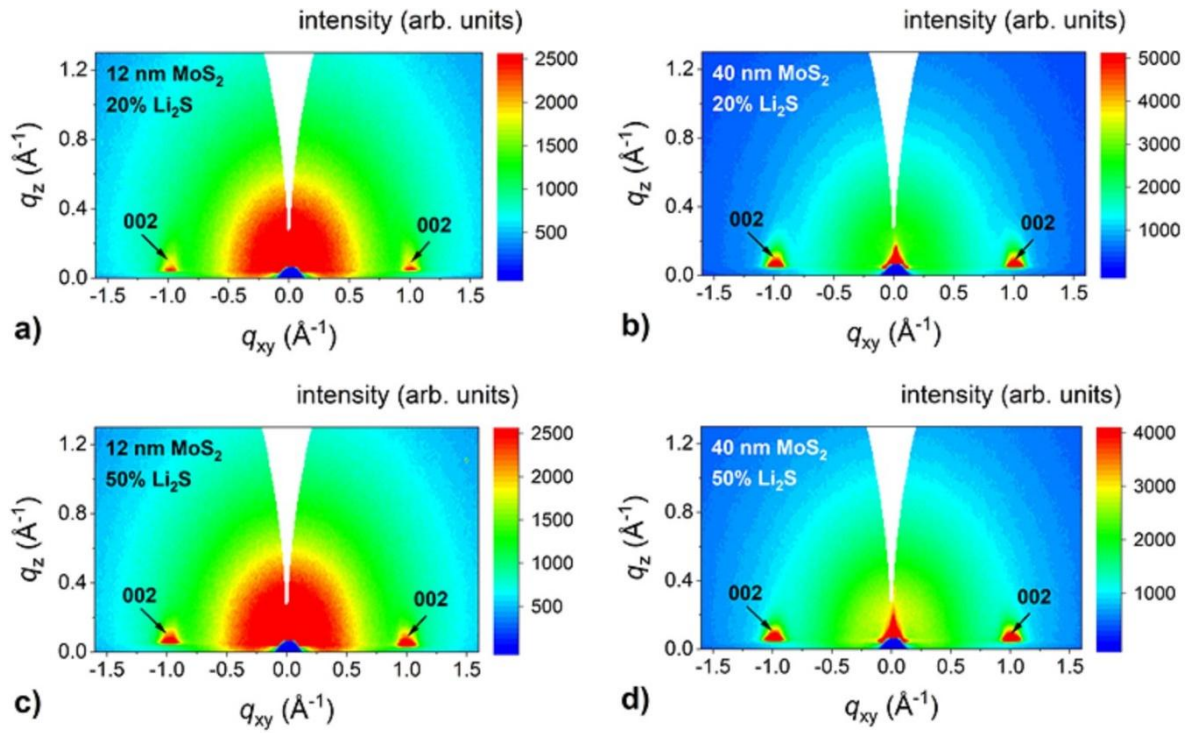 intensity (arb. units)
12 nm MoS₂
20% Li₂S
002
002
qz (Å⁻¹)
1.2
0.8
0.4
0.0
-1.5 -1.0 -0.5 0.0 0.5 1.0 1.5
qxy (Å⁻¹)
2500
2000
1500
1000
500
a)
intensity (arb. units)
40 nm MoS₂
20% Li₂S
002
002
qz (Å⁻¹)
1.2
0.8
0.4
0.0
-1.5 -1.0 -0.5 0.0 0.5 1.0 1.5
qxy (Å⁻¹)
5000
4000
3000
2000
1000
b)
intensity (arb. units)
12 nm MoS₂
50% Li₂S
002
002
qz (Å⁻¹)
1.2
0.8
0.4
0.0
-1.5 -1.0 -0.5 0.0 0.5 1.0 1.5
qxy (Å⁻¹)
2500
2000
1500
1000
500
c)
intensity (arb. units)
40 nm MoS₂
50% Li₂S
002
002
qz (Å⁻¹)
1.2
0.8
0.4
0.0
-1.5 -1.0 -0.5 0.0 0.5 1.0 1.5
qxy (Å⁻¹)
4000
3000
2000
1000
d)